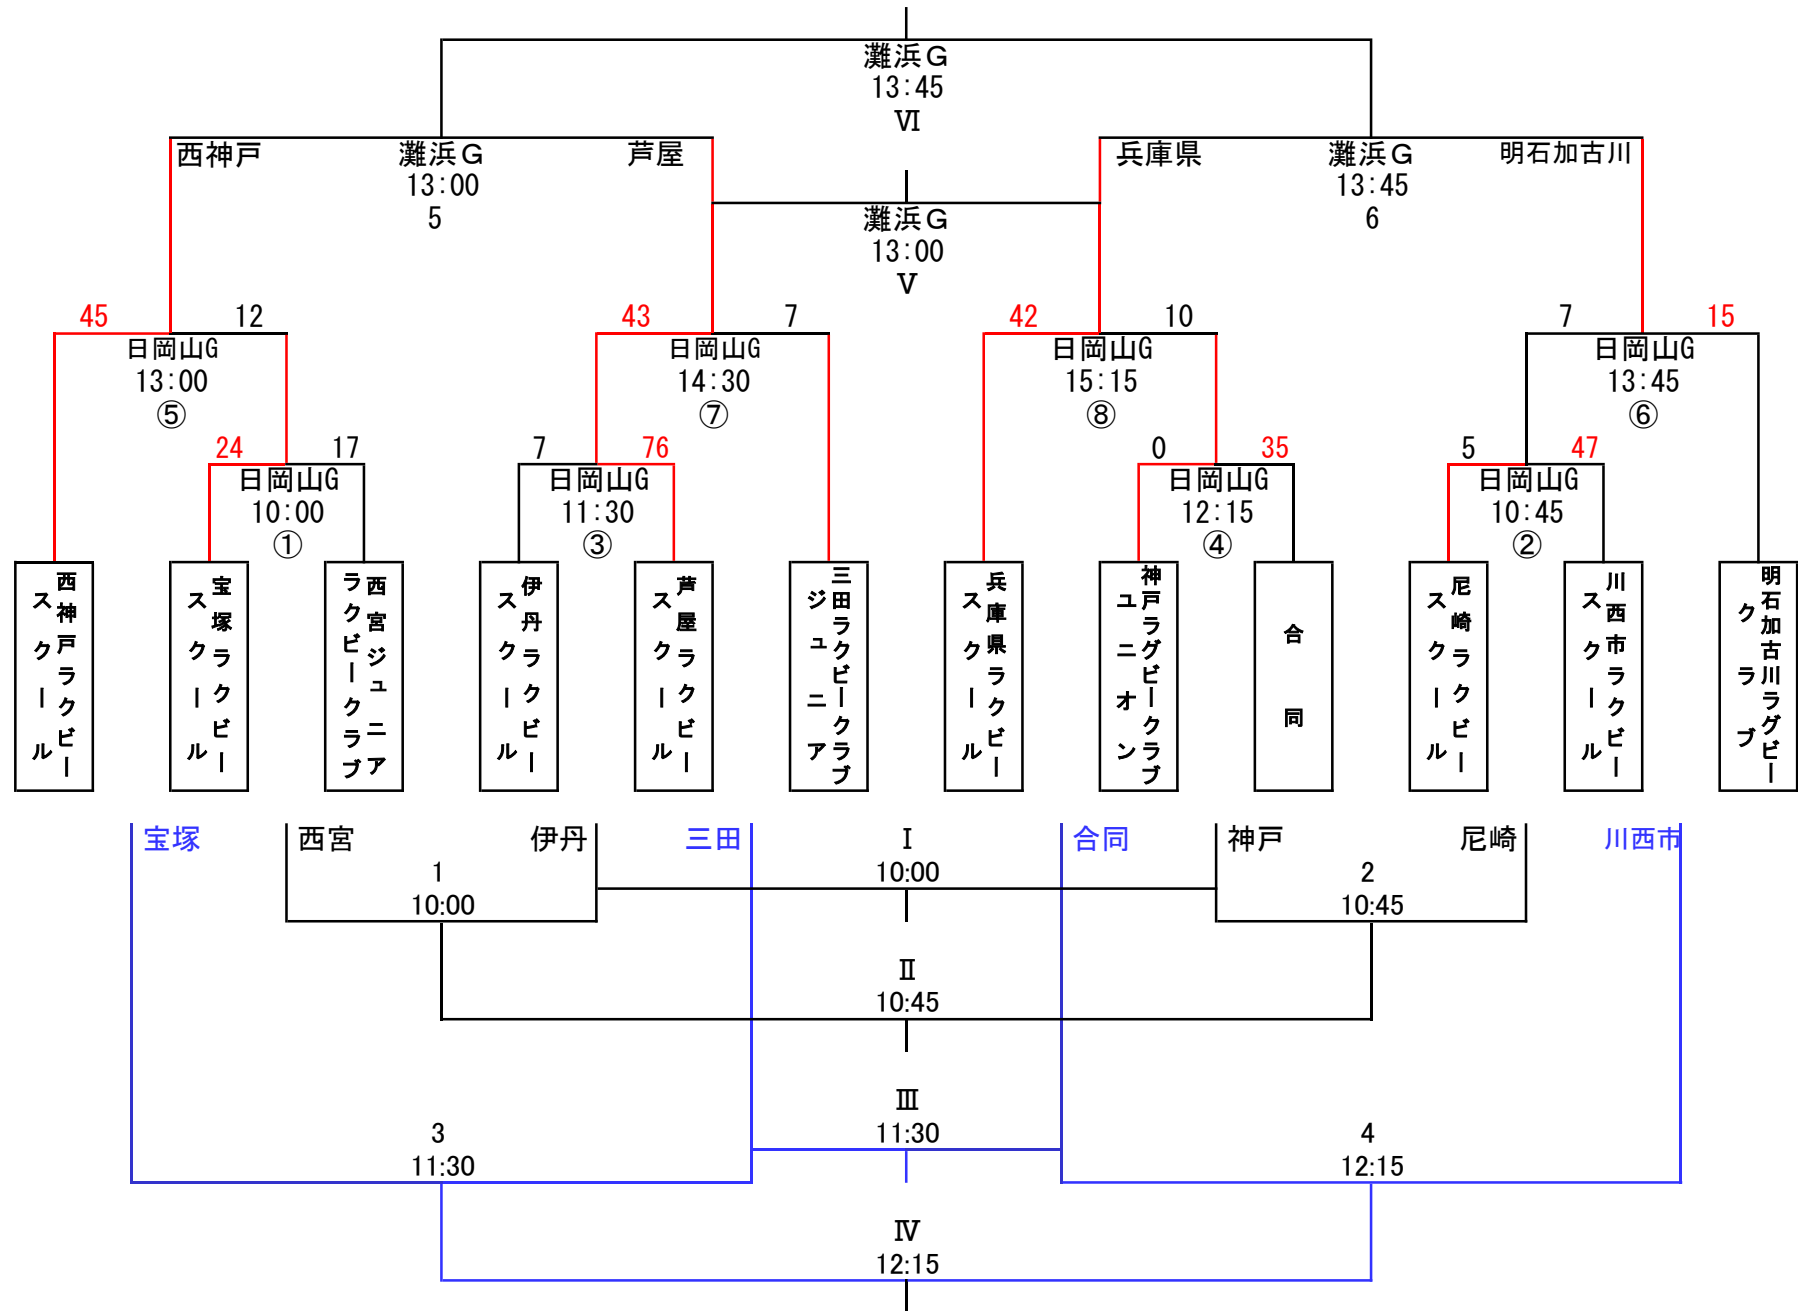 灘浜G
13:45
Ⅵ
西神戸
灘浜G
芦屋
13:00
5
兵庫県
灘浜G
明石加古川
13:45
6
灘浜G
13:00
Ⅴ
45
12
日岡山G
13:00
⑤
43
7
日岡山G
14:30
⑦
42
10
日岡山G
15:15
⑧
7
15
日岡山G
13:45
⑥
24
17
日岡山G
10:00
①
7
76
日岡山G
11:30
③
0
35
日岡山G
12:15
④
5
47
日岡山G
10:45
②
西神戸ラクビー
スクール
宝塚ラクビー
スクール
西宮ジュニア
ラクビークラブ
伊丹ラクビー
スクール
芦屋ラクビー
スクール
三田ラクビークラブ
ジュニア
兵庫県ラクビー
スクール
神戸ラグビークラブ
ユニオン
合同
尼崎ラクビー
スクール
川西市ラクビー
スクール
明石加古川ラグビー
クラブ
宝塚
西宮
伊丹
三田
Ⅰ
合同
神戸
尼崎
川西市
1
10:00
10:00
2
10:45
Ⅱ
10:45
Ⅲ
11:30
3
11:30
4
12:15
Ⅳ
12:15